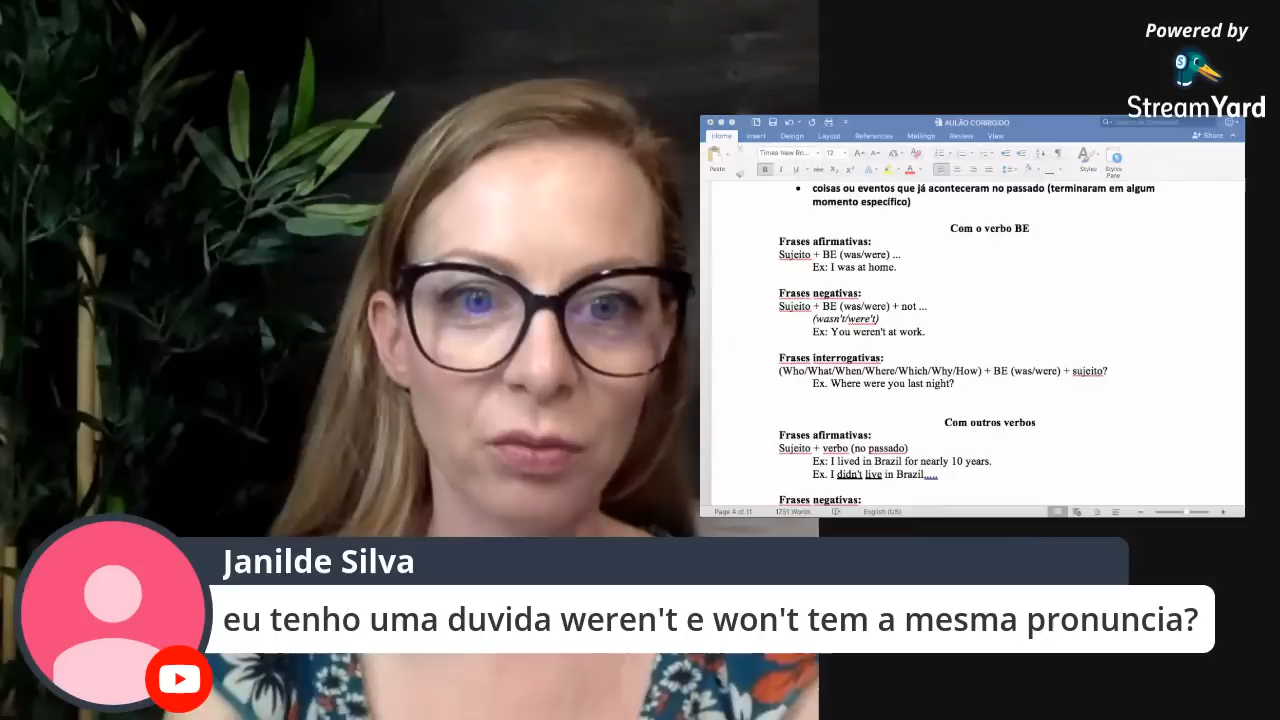 Powered by
StreamYard
AULÃO CORRIGIDO
Home Insert Design Layout References Mailings Review View
Share
Times New Ro... 12
Paste
Styles
Styles Pane
• coisas ou eventos que já aconteceram no passado (terminaram em algum
momento específico)
Com o verbo BE
Frases afirmativas:
Sujeito + BE (was/were) ...
Ex: I was at home.
Frases negativas:
Sujeito + BE (was/were) + not ...
(wasn't/were't)
Ex: You weren't at work.
Frases interrogativas:
(Who/What/When/Where/Which/Why/How) + BE (was/were) + sujeito?
Ex. Where were you last night?
Com outros verbos
Frases afirmativas:
Sujeito + verbo (no passado)
Ex: I lived in Brazil for nearly 10 years.
Ex. I didn't live in Brazil.....
Frases negativas:
Page 4 of 11 1751 Words English (US)
Janilde Silva
eu tenho uma duvida weren't e won't tem a mesma pronuncia?